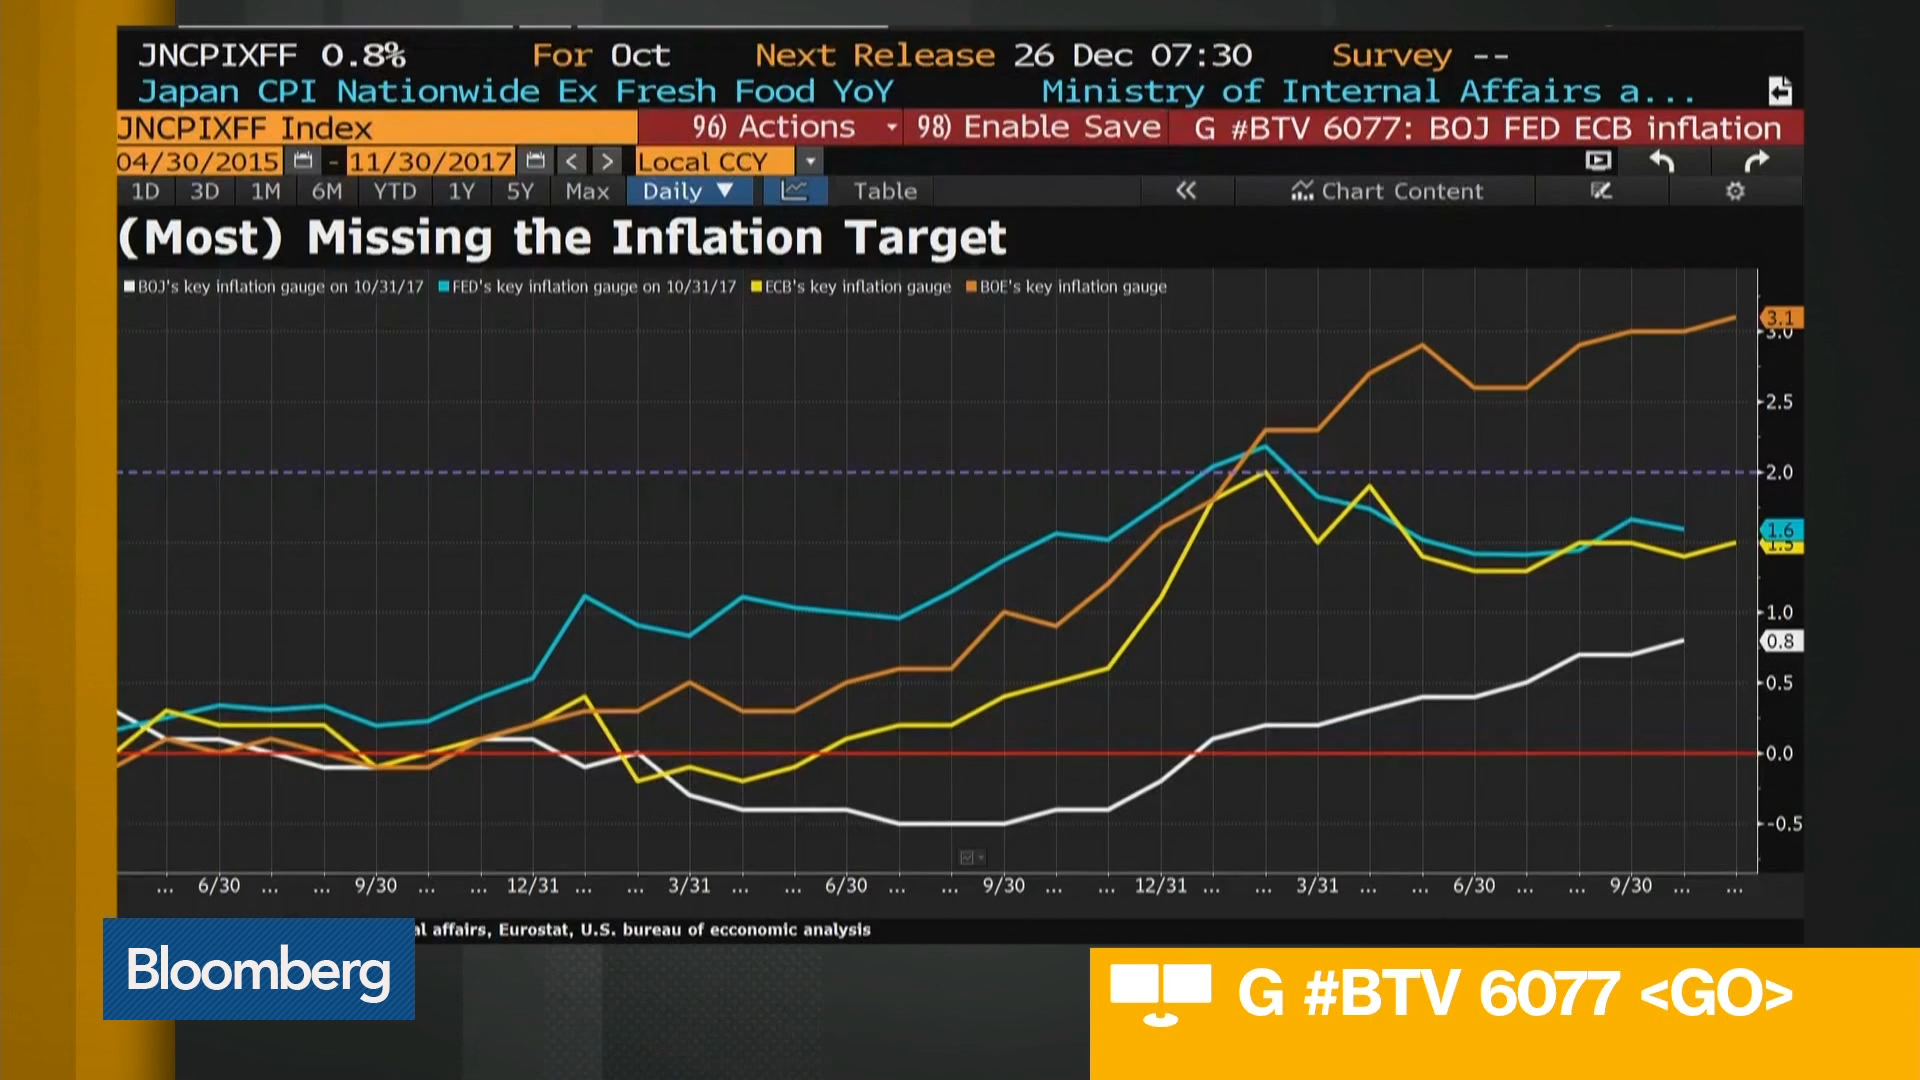 JNCPIXFF 0.8% For Oct Next Release 26 Dec 07:30 Survey --
Japan CPI Nationwide Ex Fresh Food YoY Ministry of Internal Affairs a...
JNCPIXFF Index 96) Actions 98) Enable Save G #BTV 6077: BOJ FED ECB inflation
04/30/2015 - 11/30/2017 < > Local CCY
1D 3D 1M 6M YTD 1Y 5Y Max Daily ▼ Table « Chart Content
(Most) Missing the Inflation Target
BOJ's key inflation gauge on 10/31/17 FED's key inflation gauge on 10/31/17 ECB's key inflation gauge BOE's key inflation gauge
3.1
3.0
2.5
2.0
1.6
1.5
1.0
0.8
0.5
0.0
-0.5
... 6/30 ... ... 9/30 ... ... 12/31 ... ... 3/31 ... ... 6/30 ... ... 9/30 ... ... 12/31 ... ... 3/31 ... ... 6/30 ... ... 9/30 ... ...
al affairs, Eurostat, U.S. bureau of ecconomic analysis
Bloomberg
G #BTV 6077 <GO>